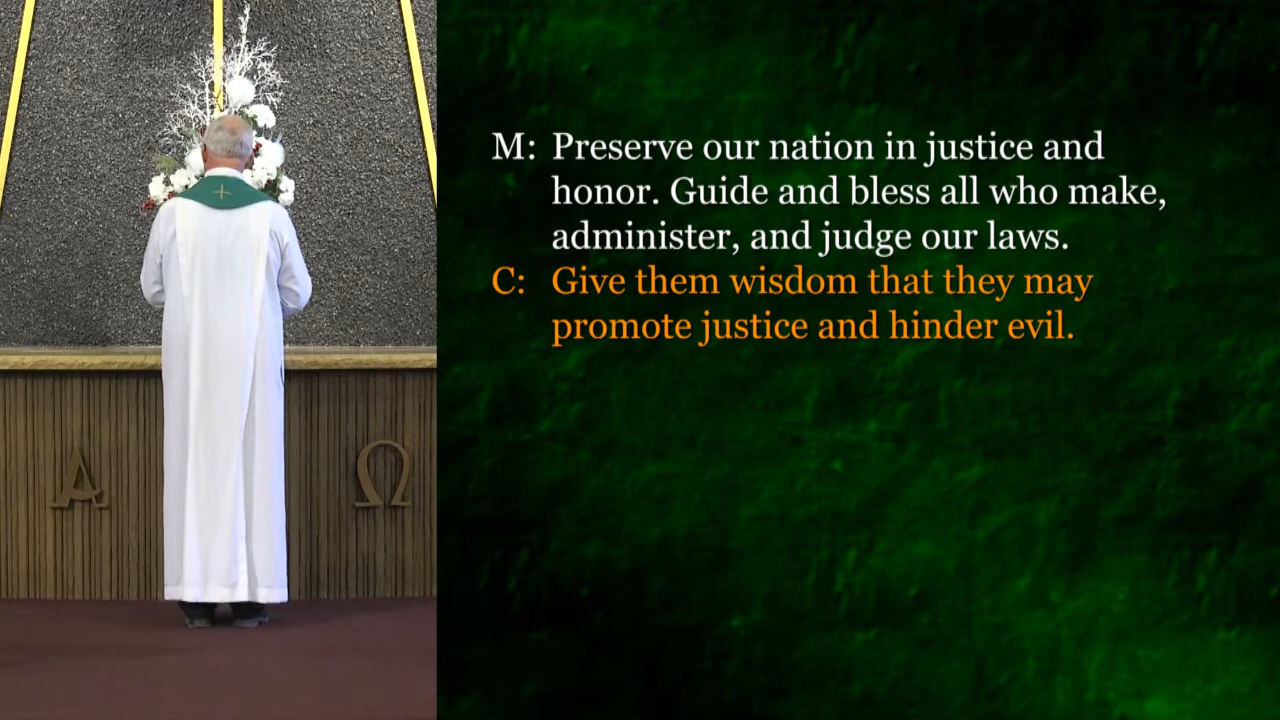 Α Ω
M: Preserve our nation in justice and
honor. Guide and bless all who make,
administer, and judge our laws.
C: Give them wisdom that they may
promote justice and hinder evil.